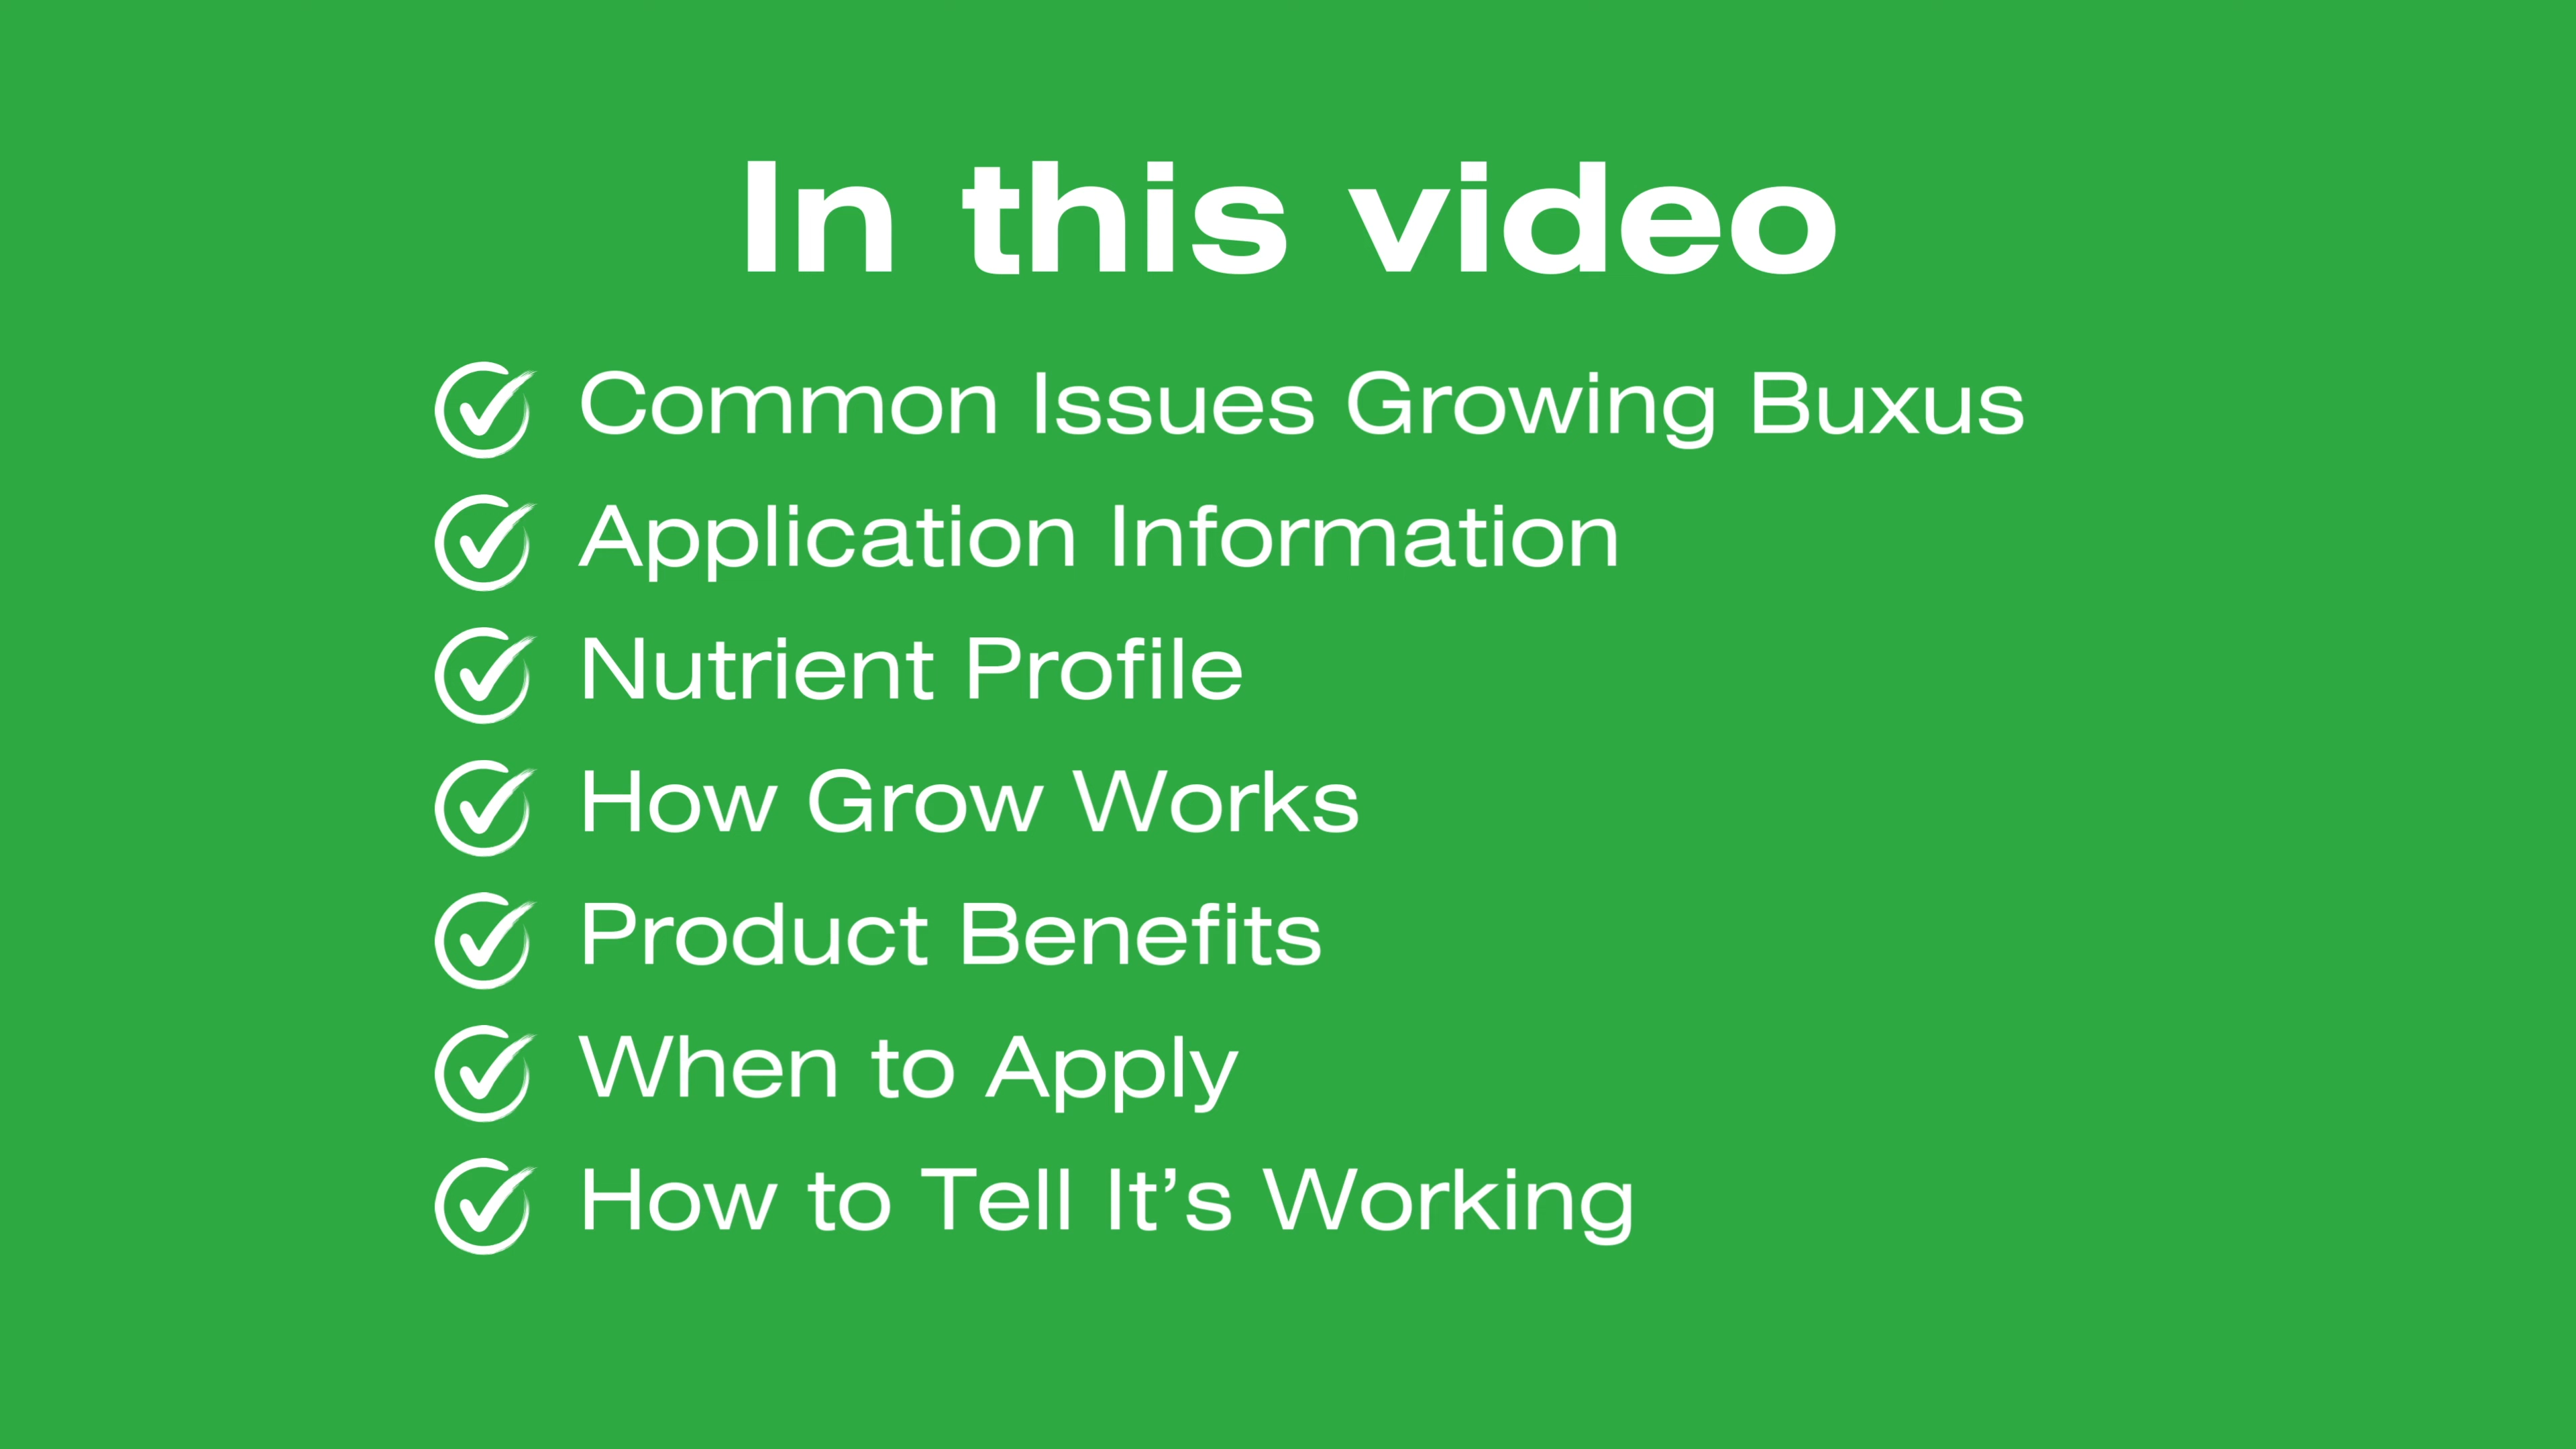 In this video
Common Issues Growing Buxus
Application Information
Nutrient Profile
How Grow Works
Product Benefits
When to Apply
How to Tell It’s Working